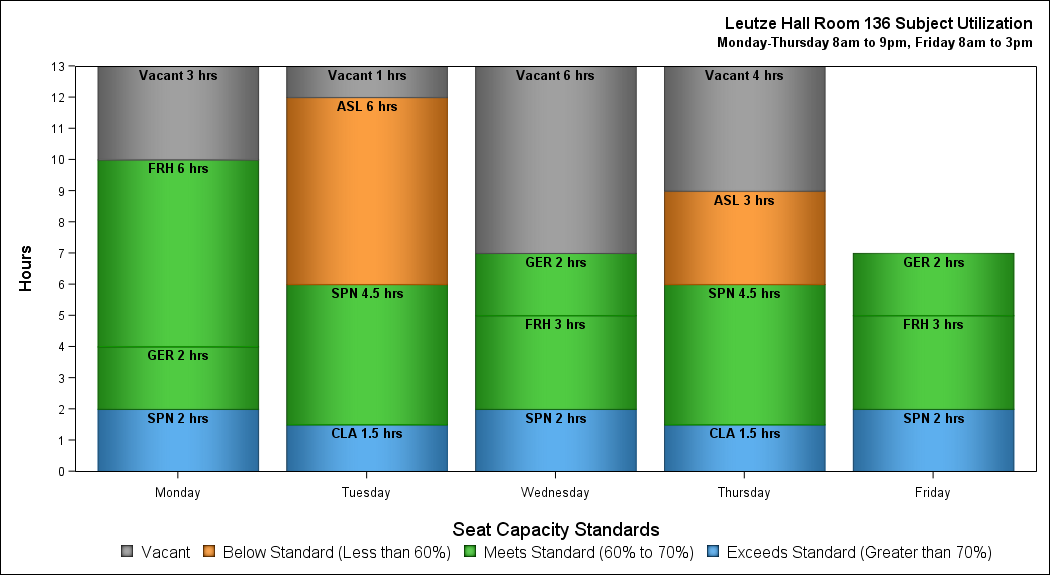 Leutze Hall Room 136 Subject Utilization
Monday-Thursday 8am to 9pm, Friday 8am to 3pm
Hours
13
12
11
10
9
8
7
6
5
4
3
2
1
0
Vacant 3 hrs
FRH 6 hrs
GER 2 hrs
SPN 2 hrs
Vacant 1 hrs
ASL 6 hrs
SPN 4.5 hrs
CLA 1.5 hrs
Vacant 6 hrs
GER 2 hrs
FRH 3 hrs
SPN 2 hrs
Vacant 4 hrs
ASL 3 hrs
SPN 4.5 hrs
CLA 1.5 hrs
GER 2 hrs
FRH 3 hrs
SPN 2 hrs
Monday Tuesday Wednesday Thursday Friday
Seat Capacity Standards
Vacant Below Standard (Less than 60%) Meets Standard (60% to 70%) Exceeds Standard (Greater than 70%)